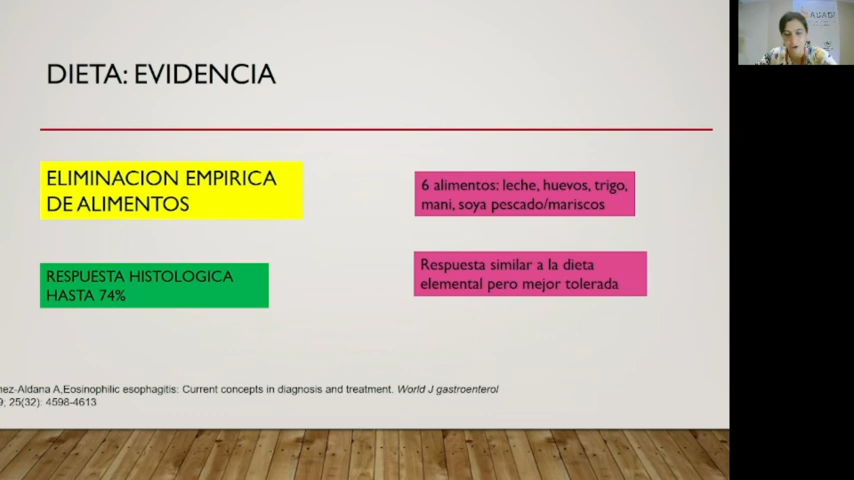 DIETA: EVIDENCIA
ELIMINACION EMPIRICA
DE ALIMENTOS
6 alimentos: leche, huevos, trigo,
mani, soya pescado/mariscos
RESPUESTA HISTOLOGICA
HASTA 74%
Respuesta similar a la dieta
elemental pero mejor tolerada
nez-Aldana A,Eosinophilic esophagitis: Current concepts in diagnosis and treatment. World J gastroenterol
9; 25(32): 4598-4613